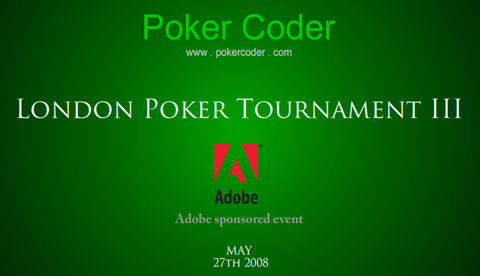 Poker Coder
www . pokercoder . com
London Poker Tournament III
Adobe
Adobe sponsored event
May
27th 2008